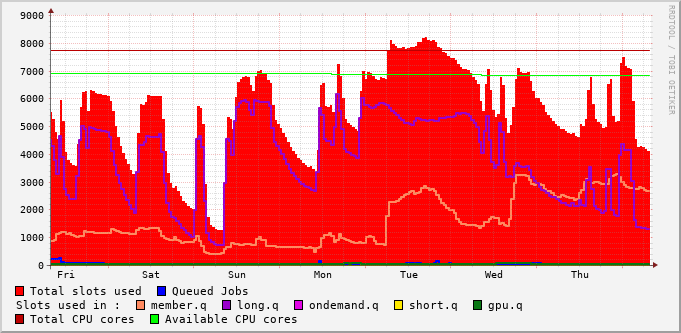 9000
8000
7000
6000
5000
4000
3000
2000
1000
0
Fri Sat Sun Mon Tue Wed Thu
RRDTOOL / TOBI OETIKER
Total slots used Queued Jobs
Slots used in : member.q long.q ondemand.q short.q gpu.q
Total CPU cores Available CPU cores